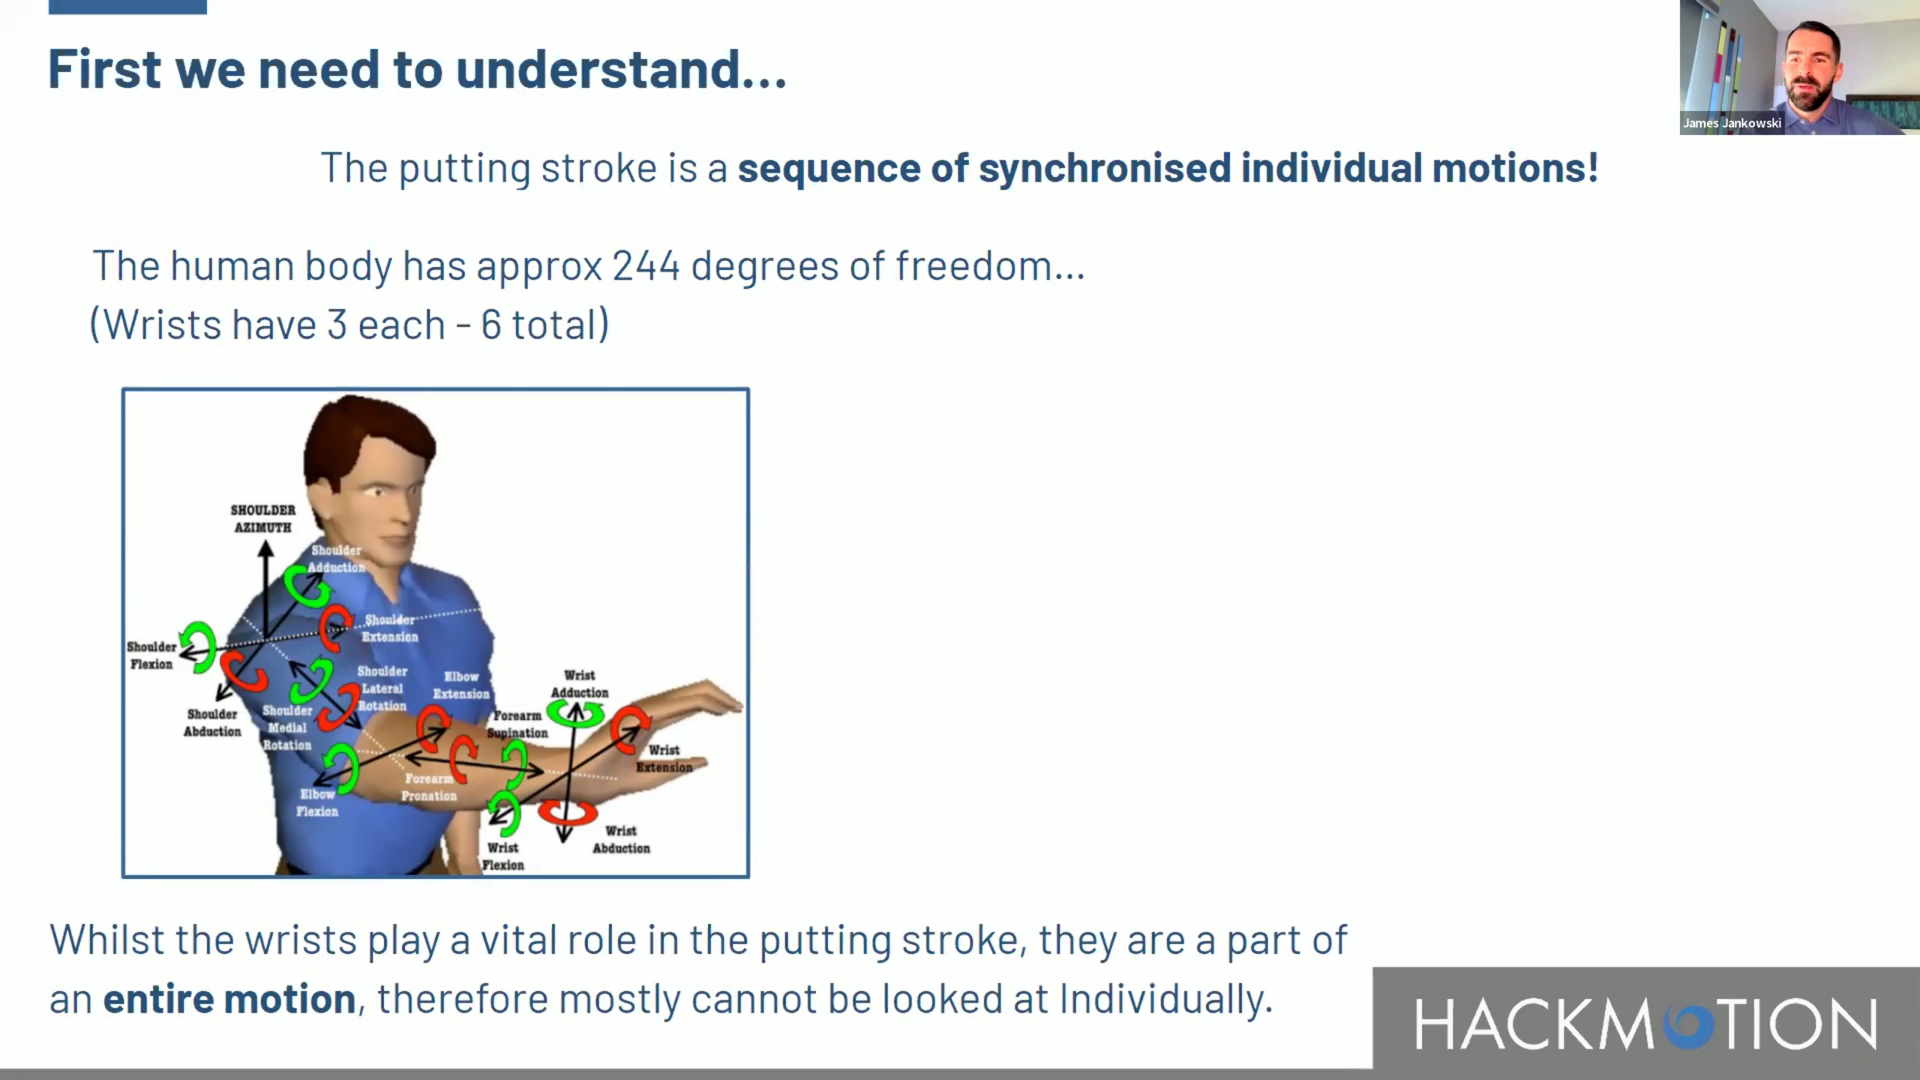 First we need to understand...
James Jankowski
The putting stroke is a sequence of synchronised individual motions!
The human body has approx 244 degrees of freedom...
(Wrists have 3 each - 6 total)
SHOULDER
AZIMUTH
Shoulder
Adduction
Shoulder
Extension
Shoulder
Flexion
Shoulder
Lateral
Rotation
Elbow
Extension
Wrist
Adduction
Shoulder
Abduction
Shoulder
Medial
Rotation
Forearm
Supination
Wrist
Extension
Forearm
Pronation
Elbow
Flexion
Wrist
Abduction
Wrist
Flexion
Whilst the wrists play a vital role in the putting stroke, they are a part of
an entire motion, therefore mostly cannot be looked at Individually.
HACKMOTION